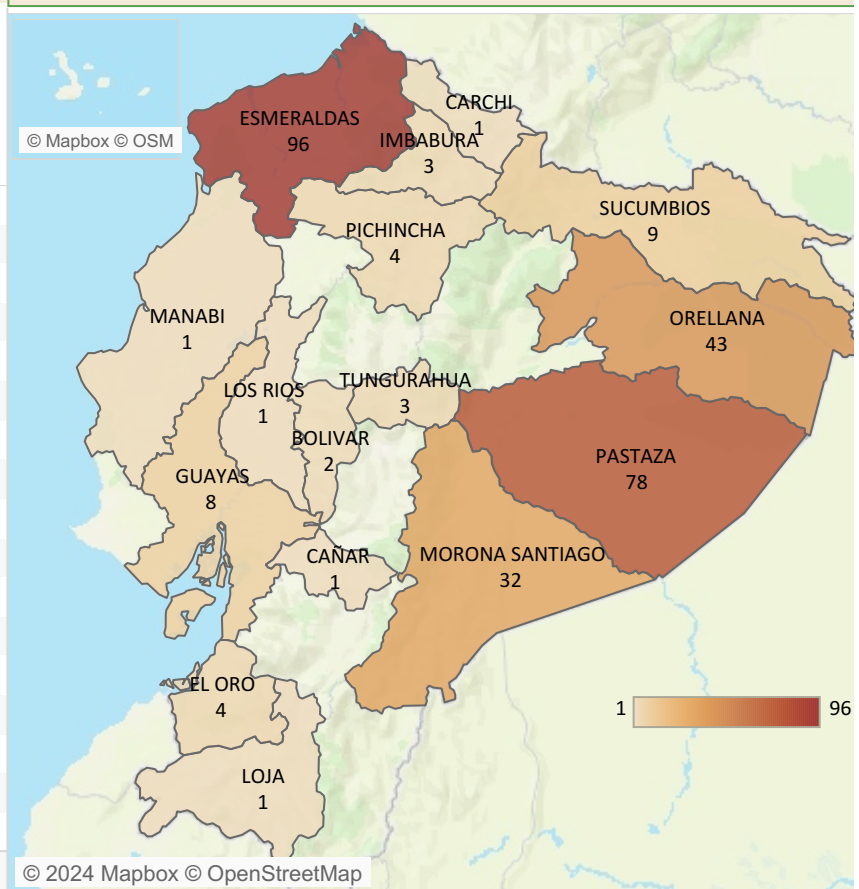 © Mapbox © OSM
ESMERALDAS
96
CARCHI
1
IMBABURA
3
SUCUMBIOS
9
PICHINCHA
4
MANABI
1
ORELLANA
43
LOS RIOS
1
TUNGURAHUA
3
BOLIVAR
2
PASTAZA
78
GUAYAS
8
CAÑAR
1
MORONA SANTIAGO
32
EL ORO
4
1
96
LOJA
1
© 2024 Mapbox © OpenStreetMap